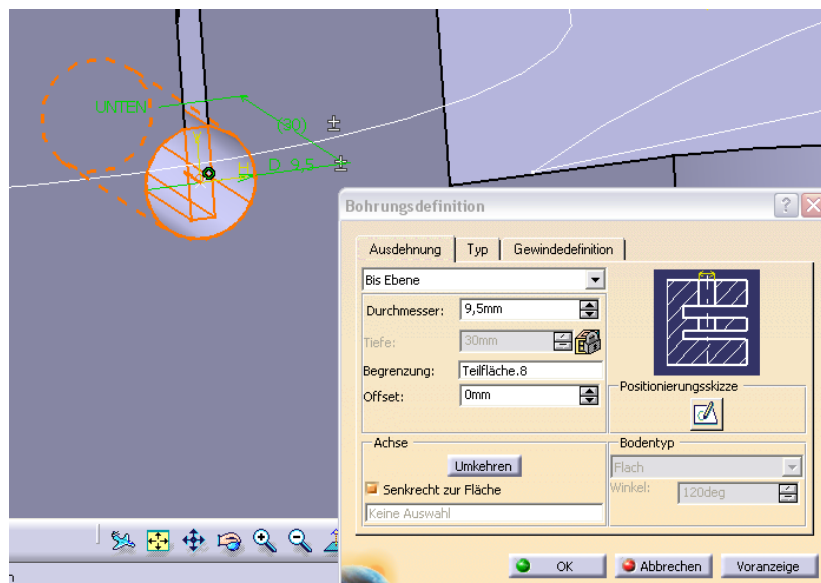 UNTEN
(90)
D 9,5
Y
H
Bohrungsdefinition
Ausdehnung Typ Gewindedefinition
Bis Ebene
Durchmesser: 9,5mm
Tiefe: 30mm
Begrenzung: Teilfläche.8
Offset: 0mm
Positionierungsskizze
Achse
Umkehren
Senkrecht zur Fläche
Keine Auswahl
Bodentyp
Flach
Winkel: 120deg
OK Abbrechen Voranzeige